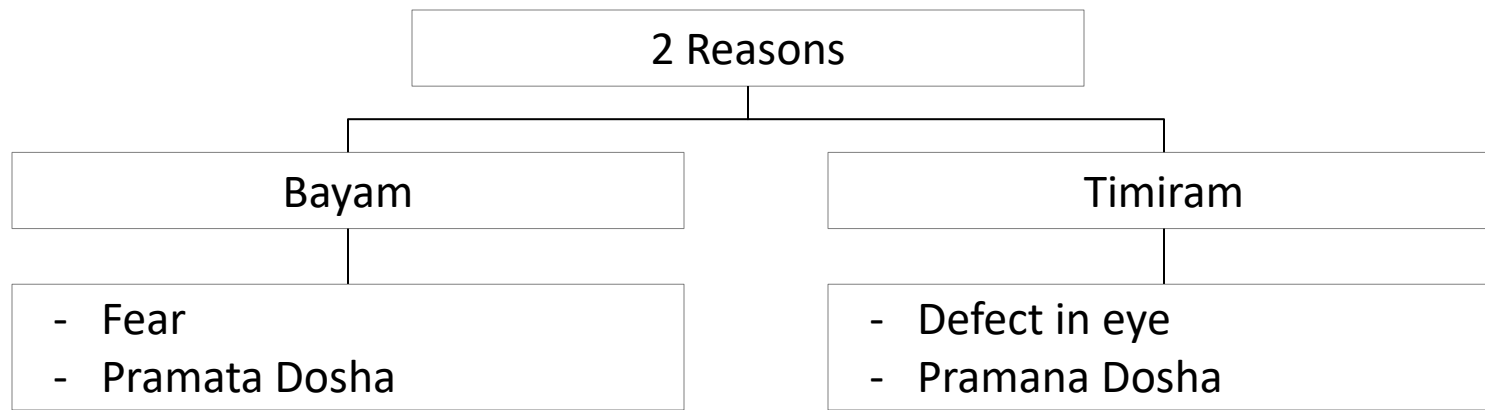 2 Reasons
Bayam
Timiram
- Fear
- Pramata Dosha
- Defect in eye
- Pramana Dosha